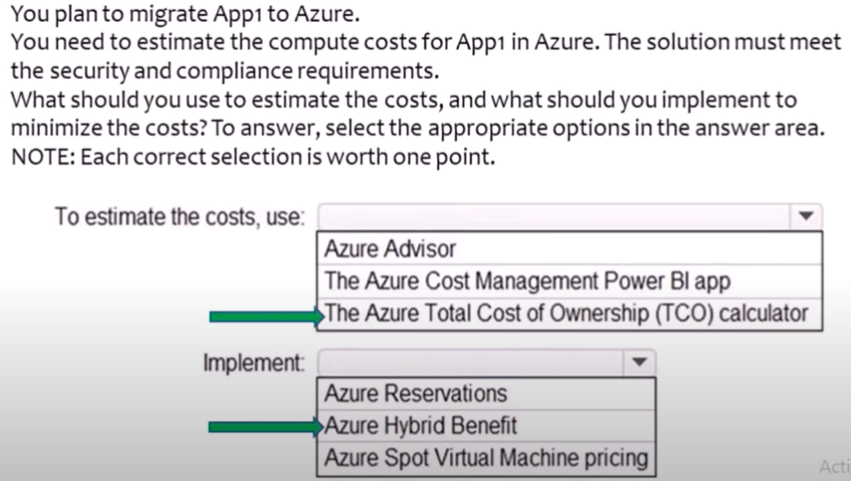 You plan to migrate App1 to Azure.
You need to estimate the compute costs for App1 in Azure. The solution must meet
the security and compliance requirements.
What should you use to estimate the costs, and what should you implement to
minimize the costs? To answer, select the appropriate options in the answer area.
NOTE: Each correct selection is worth one point.
To estimate the costs, use:
Azure Advisor
The Azure Cost Management Power BI app
The Azure Total Cost of Ownership (TCO) calculator
Implement:
Azure Reservations
Azure Hybrid Benefit
Azure Spot Virtual Machine pricing
Acti